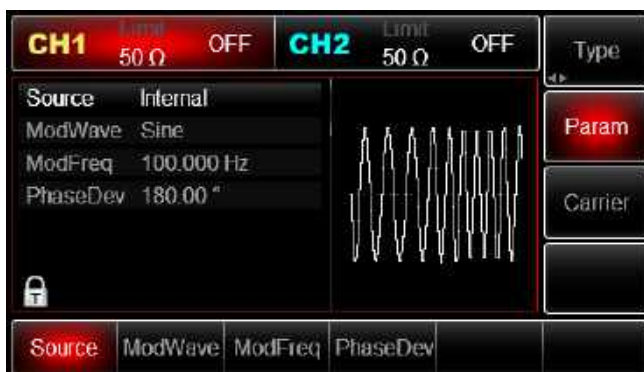 CH1 Limit 50 Ω OFF
CH2 Limit 50 Ω OFF
Type
Source Internal
ModWave Sine
ModFreq 100.000 Hz
PhaseDev 180.00 °
Param
Carrier
T
Source ModWave ModFreq PhaseDev